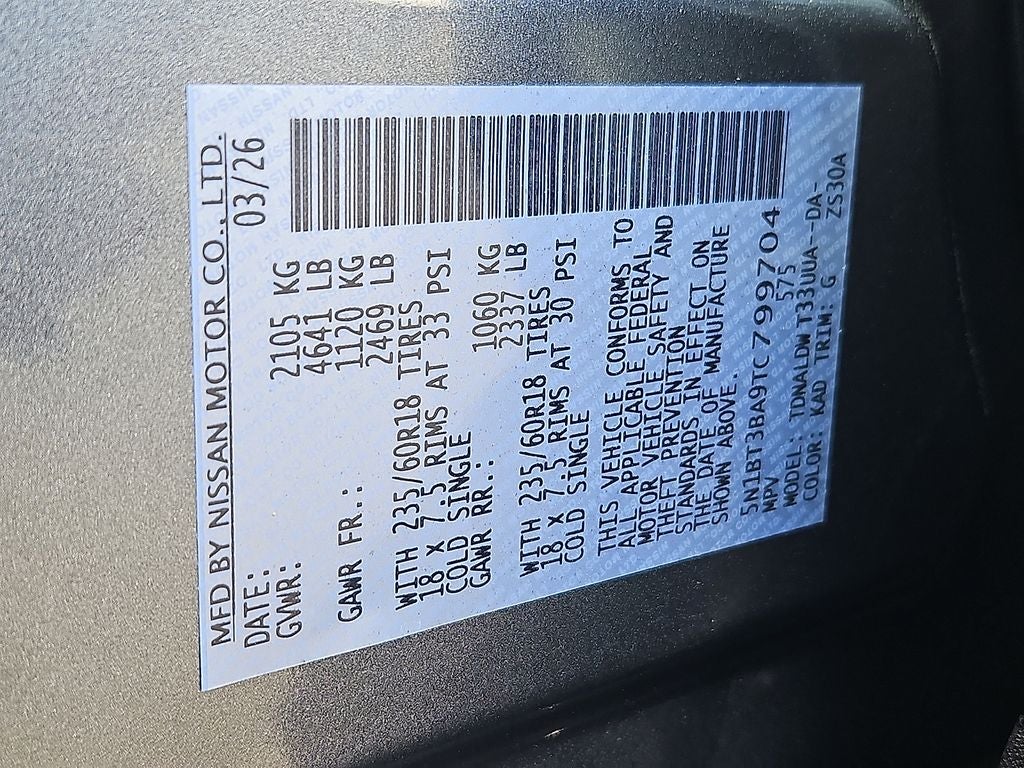 MFD BY NISSAN MOTOR CO., LTD.
DATE: 03/26
GVWR: 2105 KG
4641 LB
GAWR FR.: 1120 KG
2469 LB
WITH 235/60R18 TIRES
18 X 7.5 RIMS AT 33 PSI
COLD SINGLE
GAWR RR.: 1060 KG
2337 LB
WITH 235/60R18 TIRES
18 X 7.5 RIMS AT 30 PSI
COLD SINGLE
THIS VEHICLE CONFORMS TO
ALL APPLICABLE FEDERAL
MOTOR VEHICLE SAFETY AND
THEFT PREVENTION
STANDARDS IN EFFECT ON
THE DATE OF MANUFACTURE
SHOWN ABOVE.
5N1BT3BA9TC799704
MPV 575
MODEL: TDNALDWT33UUA--DA-
COLOR: KAD TRIM: G ZS30A